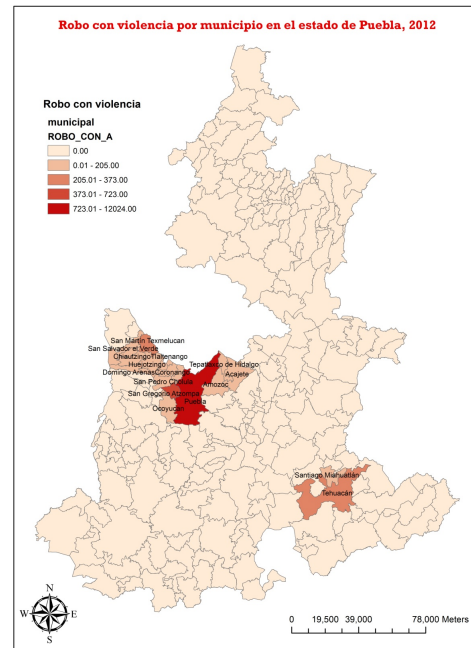 Robo con violencia por municipio en el estado de Puebla, 2012
Robo con violencia
municipal
ROBO_CON_A
0.00
0.01 - 205.00
205.01 - 373.00
373.01 - 723.00
723.01 - 12024.00
San Martín Texmelucan
San Salvador el Verde
Chiautzingo Tlaltenango
Huejotzingo
Tepatlaxco de Hidalgo
Domingo Arenas Coronango
Acajete
San Pedro Cholula
Amozoc
San Gregorio Atzompa
Puebla
Ocoyucan
Santiago Miahuatlán
Tehuacán
N
W E
S
0 19,500 39,000 78,000 Meters